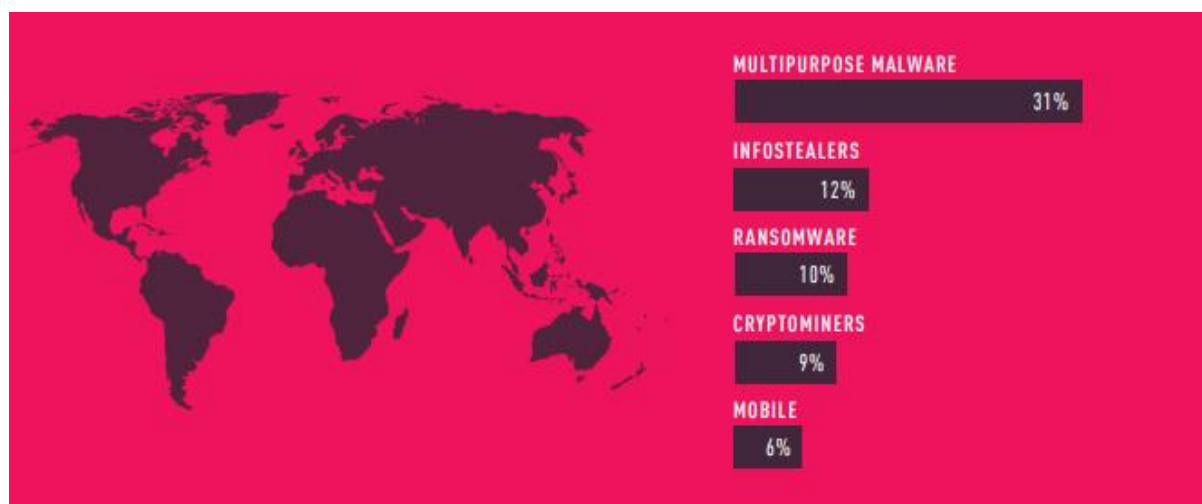 MULTIPURPOSE MALWARE
31%
INFOSTEALERS
12%
RANSOMWARE
10%
CRYPTOMINERS
9%
MOBILE
6%